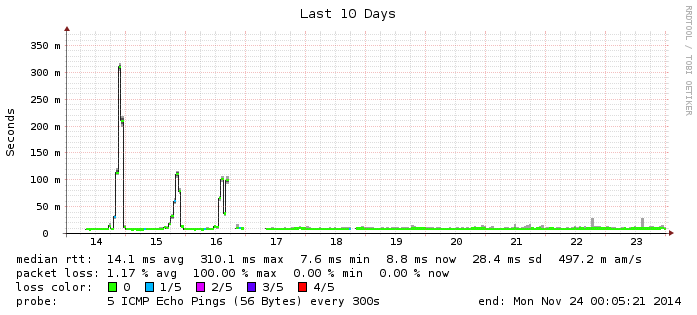 Last 10 Days
RRDTOOL / TOBI OETIKER
Seconds
350 m
300 m
250 m
200 m
150 m
100 m
50 m
0
14 15 16 17 18 19 20 21 22 23
median rtt: 14.1 ms avg 310.1 ms max 7.6 ms min 8.8 ms now 28.4 ms sd 497.2 m am/s
packet loss: 1.17 % avg 100.00 % max 0.00 % min 0.00 % now
loss color: 0 1/5 2/5 3/5 4/5
probe: 5 ICMP Echo Pings (56 Bytes) every 300s end: Mon Nov 24 00:05:21 2014